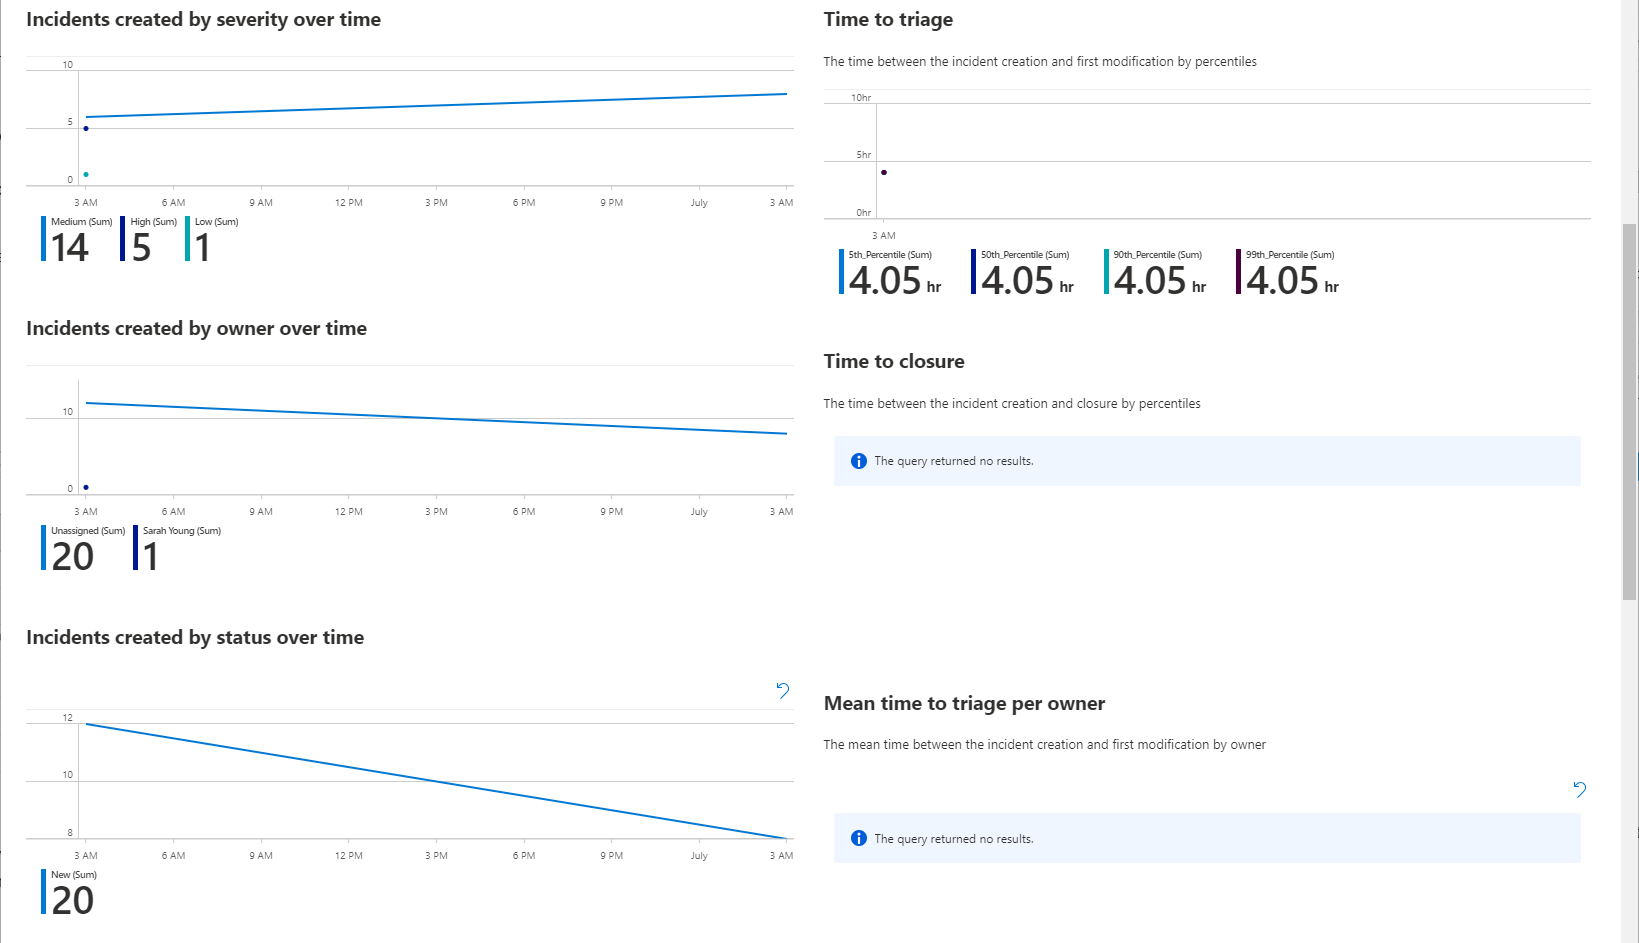 Incidents created by severity over time
10
5
0
3 AM 6 AM 9 AM 12 PM 3 PM 6 PM 9 PM July 3 AM
Medium (Sum) High (Sum) Low (Sum)
14 5 1
Incidents created by owner over time
10
0
3 AM 6 AM 9 AM 12 PM 3 PM 6 PM 9 PM July 3 AM
Unassigned (Sum) Sarah Young (Sum)
20 1
Incidents created by status over time
12
10
8
3 AM 6 AM 9 AM 12 PM 3 PM 6 PM 9 PM July 3 AM
New (Sum)
20
Time to triage
The time between the incident creation and first modification by percentiles
10hr
5hr
0hr
3 AM
5th_Percentile (Sum) 50th_Percentile (Sum) 90th_Percentile (Sum) 99th_Percentile (Sum)
4.05 hr 4.05 hr 4.05 hr 4.05 hr
Time to closure
The time between the incident creation and closure by percentiles
The query returned no results.
Mean time to triage per owner
The mean time between the incident creation and first modification by owner
The query returned no results.